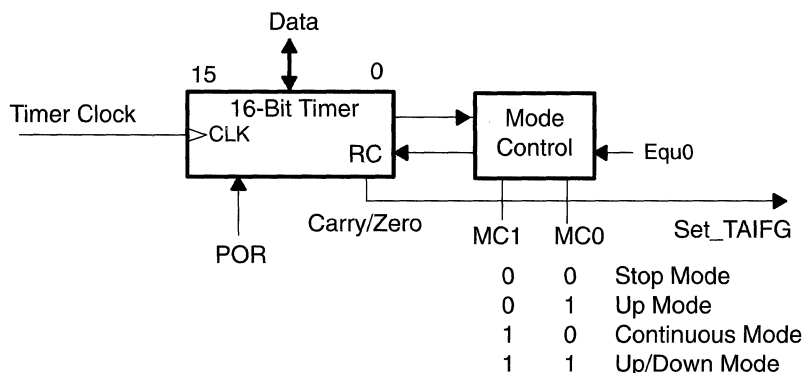 Data
15 0
16-Bit Timer
Timer Clock
CLK
RC
Mode
Control
Equ0
Carry/Zero
POR
MC1 MC0
Set_TAIFG
0 0 Stop Mode
0 1 Up Mode
1 0 Continuous Mode
1 1 Up/Down Mode